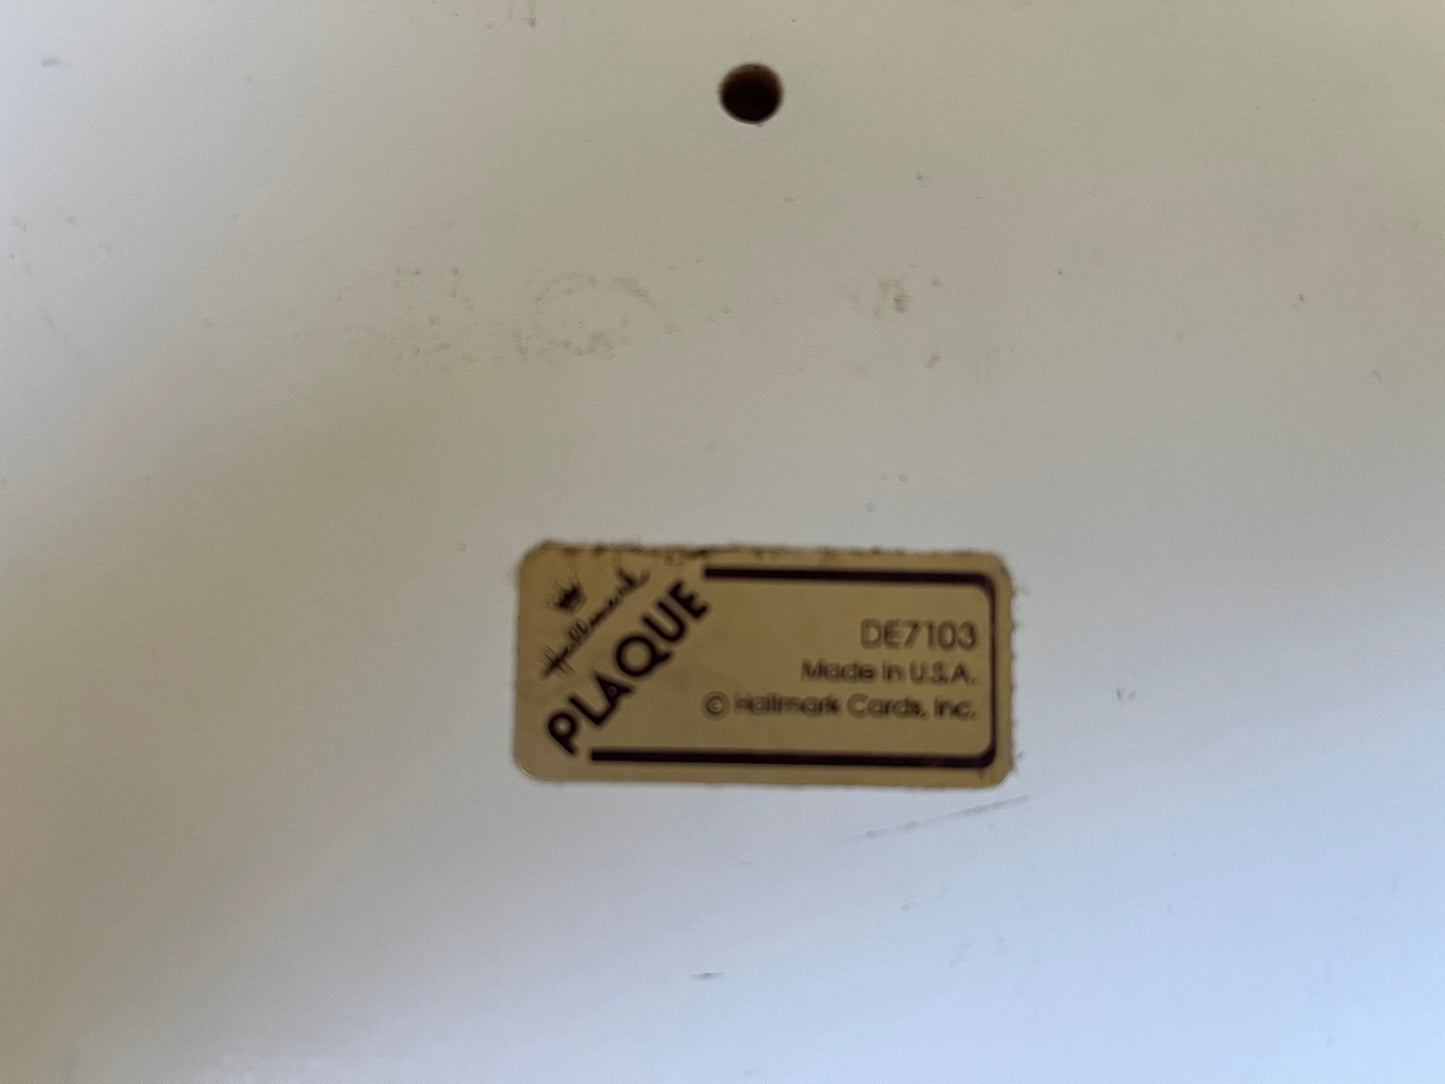 Hallmark
PLAQUE
DE7103
Made in U.S.A.
© Hallmark Cards, Inc.